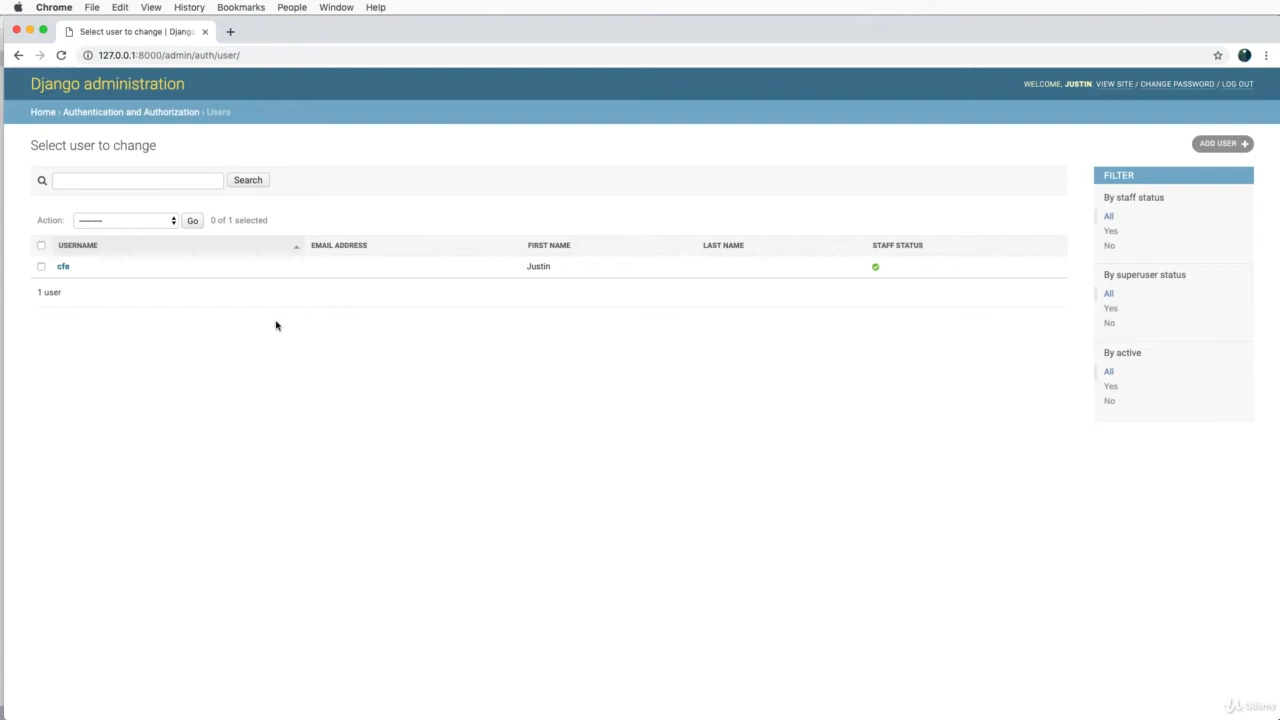 Chrome File Edit View History Bookmarks People Window Help
Select user to change | Djang
127.0.0.1:8000/admin/auth/user/
Django administration
WELCOME, JUSTIN. VIEW SITE / CHANGE PASSWORD / LOG OUT
Home › Authentication and Authorization › Users
Select user to change
ADD USER +
Search
Action: --------- Go 0 of 1 selected
USERNAME EMAIL ADDRESS FIRST NAME LAST NAME STAFF STATUS
cfe Justin
1 user
FILTER
By staff status
All
Yes
No
By superuser status
All
Yes
No
By active
All
Yes
No
Udemy